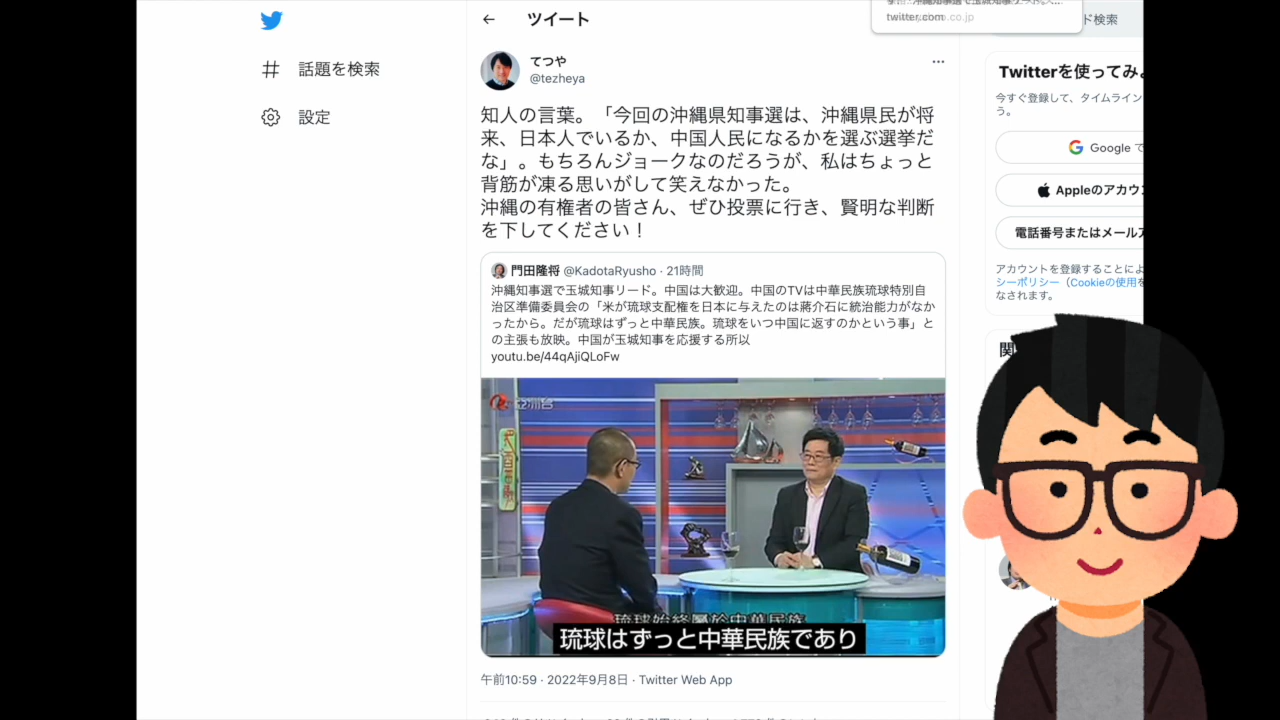 ツイート
twitter.com
ド検索
# 話題を検索
設定
てつや
@tezheya
知人の言葉。「今回の沖縄県知事選は、沖縄県民が将
来、日本人でいるか、中国人民になるかを選ぶ選挙だ
な」。もちろんジョークなのだろうが、私はちょっと
背筋が凍る思いがして笑えなかった。
沖縄の有権者の皆さん、ぜひ投票に行き、賢明な判断
を下してください！
門田隆将 @KadotaRyusho · 21時間
沖縄知事選で玉城知事リード。中国は大歓迎。中国のTVは中華民族琉球特別自
治区準備委員会の「米が琉球支配権を日本に与えたのは蔣介石に統治能力がなか
ったから。だが琉球はずっと中華民族。琉球をいつ中国に返すのかという事」と
の主張も放映。中国が玉城知事を応援する所以
youtu.be/44qAjiQLoFw
亞洲台
琉球始終屬於中華民族
琉球はずっと中華民族であり
午前10:59 · 2022年9月8日 · Twitter Web App
Twitterを使ってみ
今すぐ登録して、タイムライン
う。
Google で
Appleのアカウ
電話番号またはメール
アカウントを登録することによ
シーポリシー（Cookieの使用を
なされます。
関